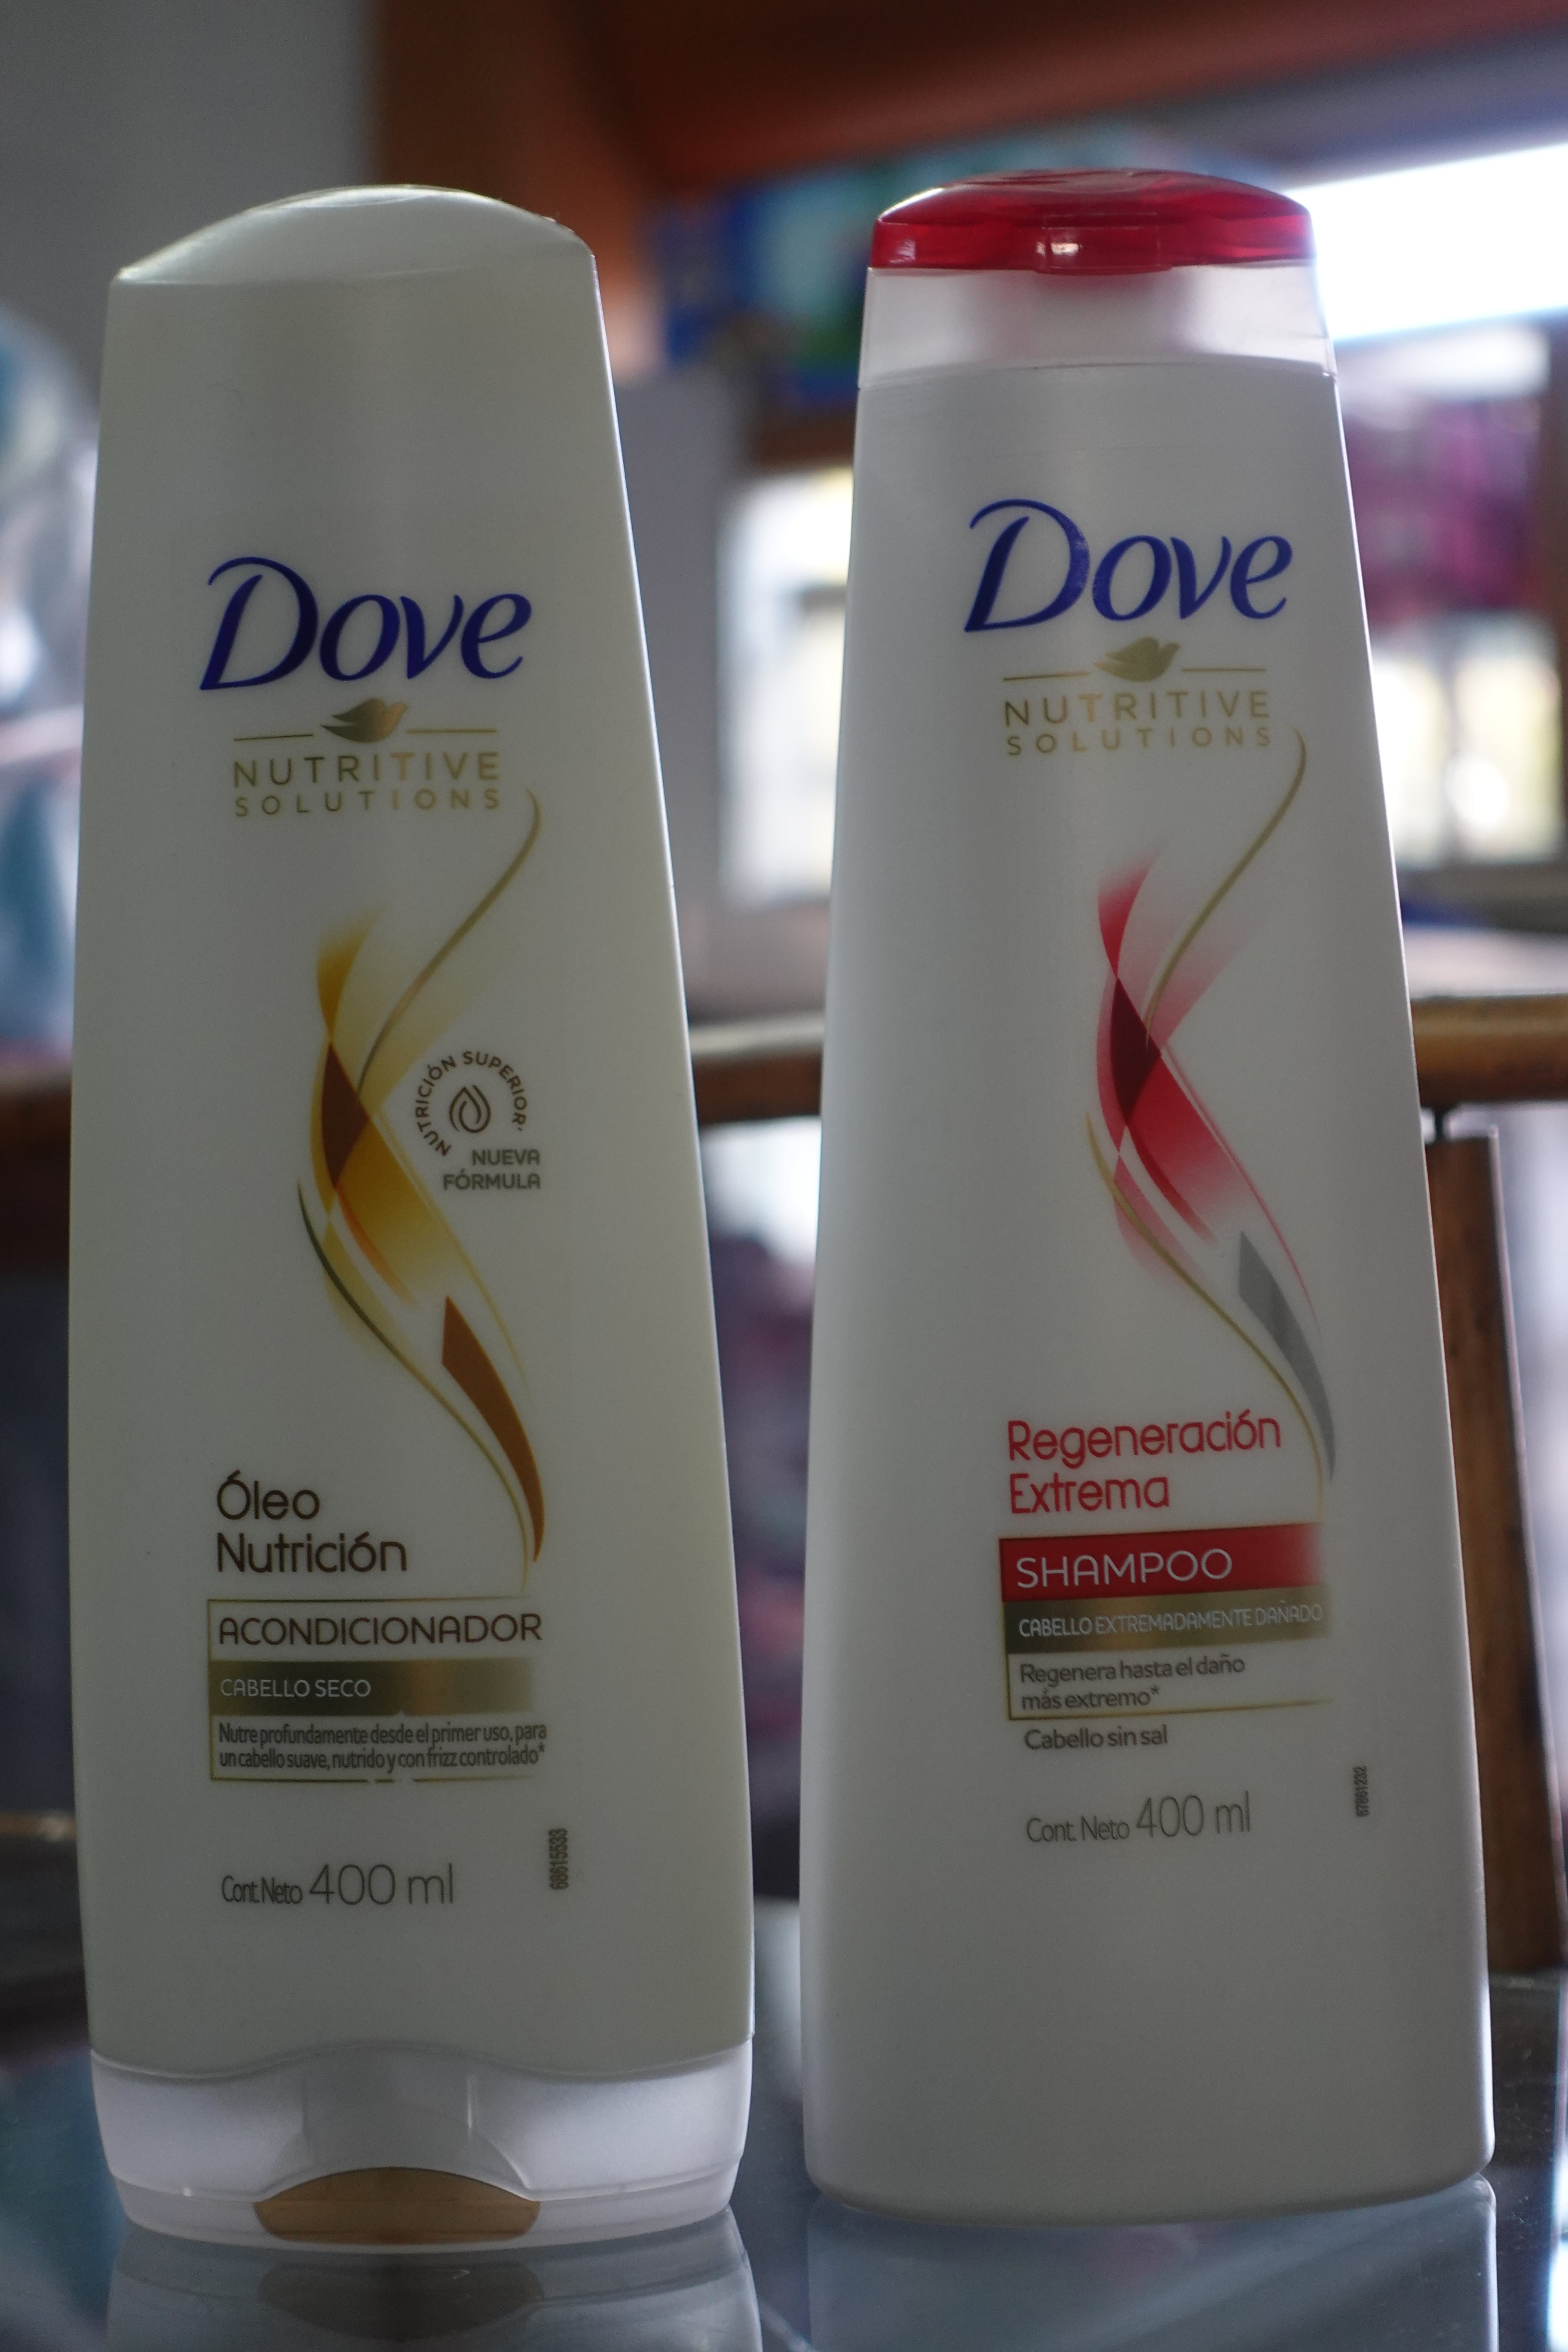 Dove
NUTRITIVE
SOLUTIONS
NUTRICIÓN SUPERIOR
NUEVA
FÓRMULA
Óleo
Nutrición
ACONDICIONADOR
CABELLO SECO
Nutre profundamente desde el primer uso, para
un cabello suave, nutrido y con frizz controlado*
Cont. Neto 400 ml
68615533
Dove
NUTRITIVE
SOLUTIONS
Regeneración
Extrema
SHAMPOO
CABELLO EXTREMADAMENTE DAÑADO
Regenera hasta el daño
más extremo*
Cabello sin sal
Cont. Neto 400 ml
67861232